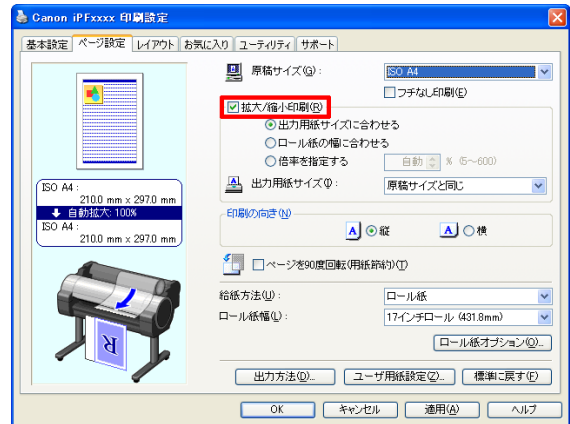 Canon iPFxxxx 印刷設定
基本設定 ページ設定 レイアウト お気に入り ユーティリティ サポート
原稿サイズ(G): ISO A4
フチなし印刷(E)
拡大/縮小印刷(R)
出力用紙サイズに合わせる
ロール紙の幅に合わせる
倍率を指定する 自動 % (5~600)
出力用紙サイズ(I): 原稿サイズと同じ
ISO A4 :
210.0 mm x 297.0 mm
自動拡大: 100%
ISO A4 :
210.0 mm x 297.0 mm
印刷の向き(N)
A 縦 A 横
ページを90度回転(用紙節約)(T)
給紙方法(U): ロール紙
ロール紙幅(L): 17インチロール (431.8mm)
ロール紙オプション(O)...
R
出力方法(D)... ユーザ用紙設定(Z)... 標準に戻す(F)
OK キャンセル 適用(A) ヘルプ